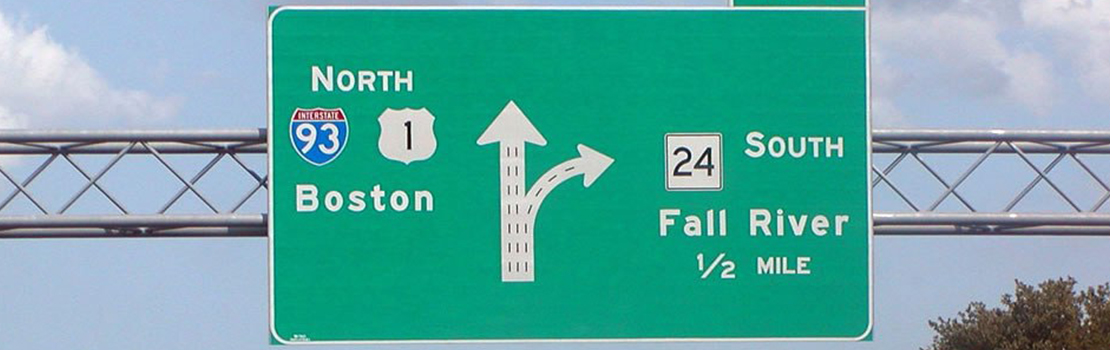 NORTH
INTERSTATE
93
1
Boston
24
SOUTH
Fall River
1/2 MILE